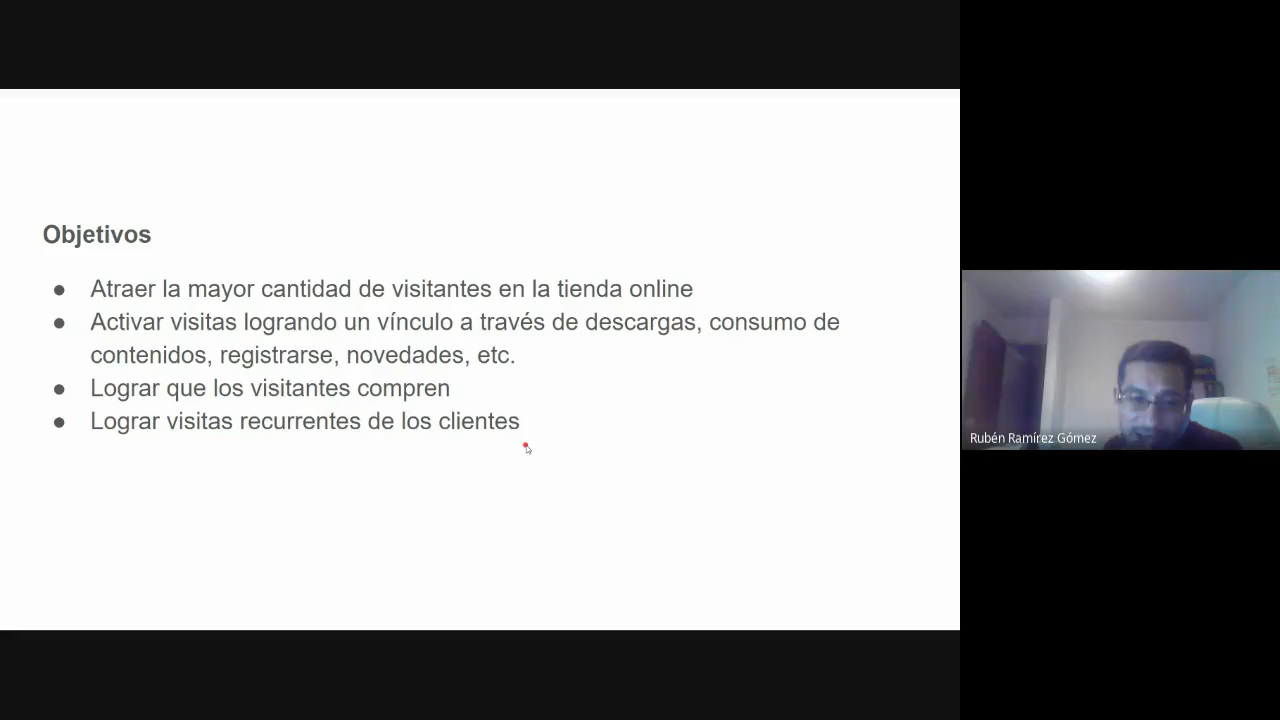 Objetivos
● Atraer la mayor cantidad de visitantes en la tienda online
● Activar visitas logrando un vínculo a través de descargas, consumo de
contenidos, registrarse, novedades, etc.
● Lograr que los visitantes compren
● Lograr visitas recurrentes de los clientes
Rubén Ramírez Gómez